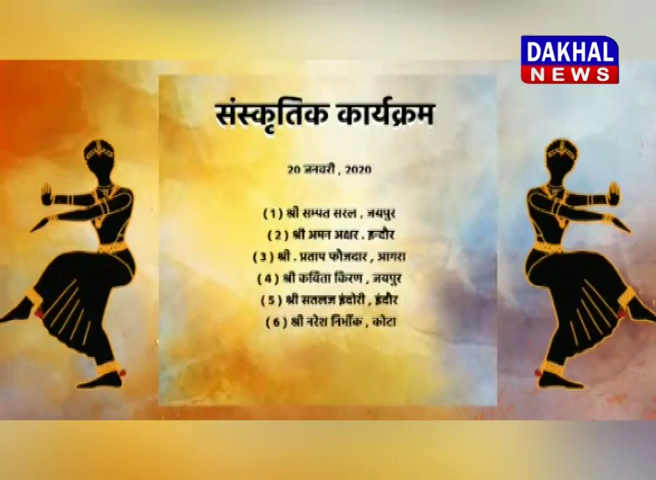 DAKHAL
NEWS
संस्कृतिक कार्यक्रम
20 जनवरी , 2020
( 1 ) श्री सम्पत सरल , जयपुर
( 2 ) श्री अमन अक्षर . इन्दौर
( 3 ) श्री . प्रताप फौजदार , आगरा
( 4 ) श्री कविता किरण , जयपुर
( 5 ) श्री सतलज इंदोरी , इंदौर
( 6 ) श्री नरेश निर्भीक , कोटा